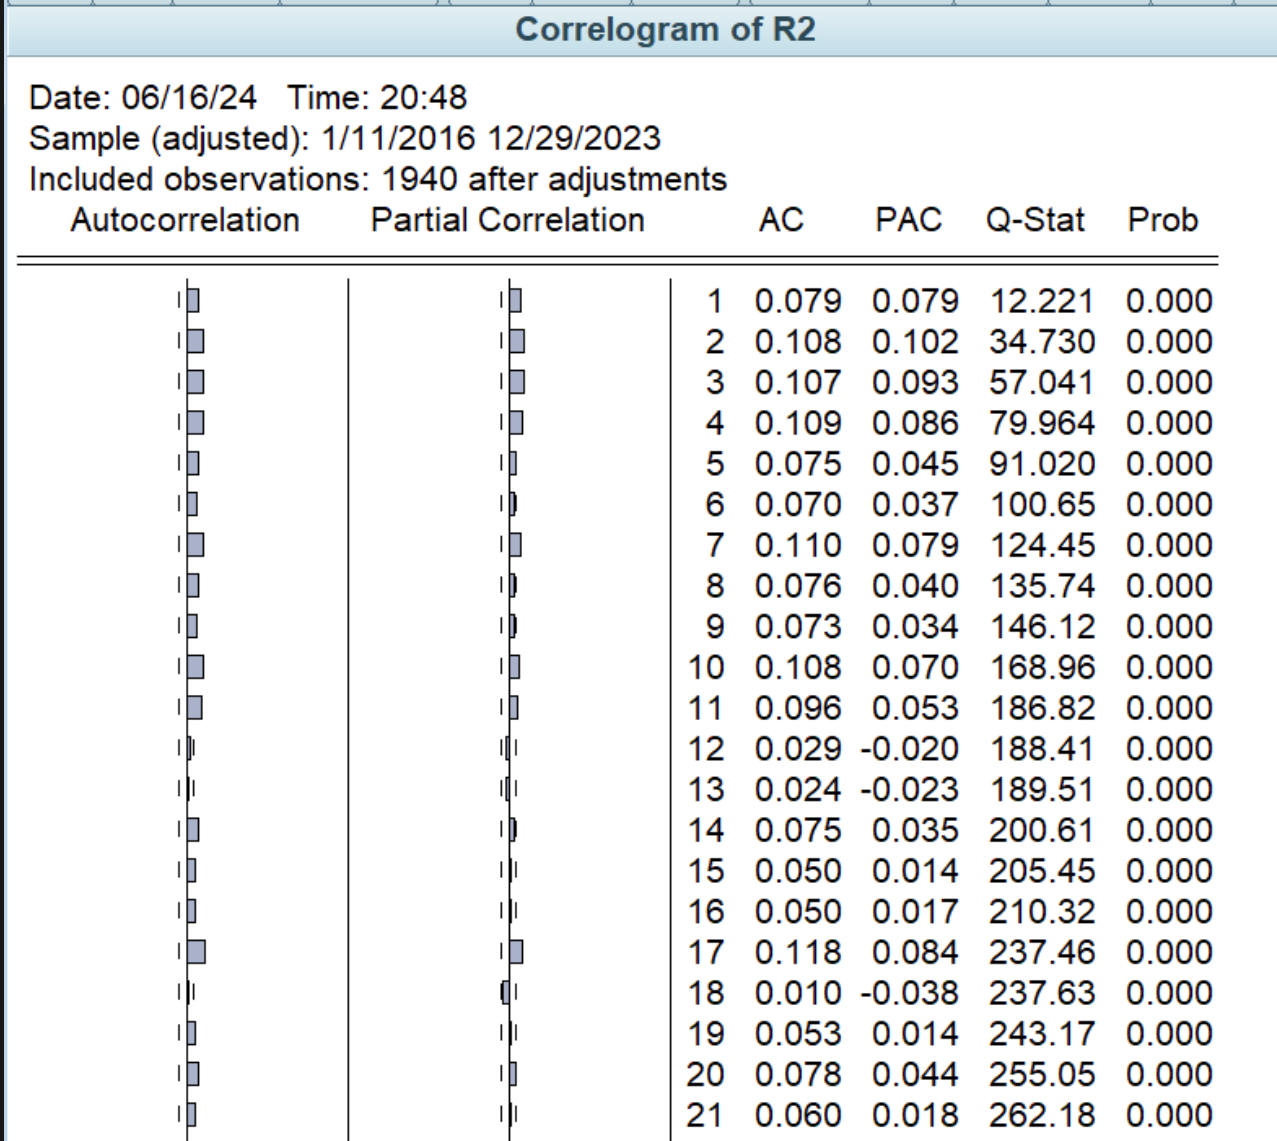 Correlogram of R2
Date: 06/16/24 Time: 20:48
Sample (adjusted): 1/11/2016 12/29/2023
Included observations: 1940 after adjustments
Autocorrelation Partial Correlation AC PAC Q-Stat Prob
1 0.079 0.079 12.221 0.000
2 0.108 0.102 34.730 0.000
3 0.107 0.093 57.041 0.000
4 0.109 0.086 79.964 0.000
5 0.075 0.045 91.020 0.000
6 0.070 0.037 100.65 0.000
7 0.110 0.079 124.45 0.000
8 0.076 0.040 135.74 0.000
9 0.073 0.034 146.12 0.000
10 0.108 0.070 168.96 0.000
11 0.096 0.053 186.82 0.000
12 0.029 -0.020 188.41 0.000
13 0.024 -0.023 189.51 0.000
14 0.075 0.035 200.61 0.000
15 0.050 0.014 205.45 0.000
16 0.050 0.017 210.32 0.000
17 0.118 0.084 237.46 0.000
18 0.010 -0.038 237.63 0.000
19 0.053 0.014 243.17 0.000
20 0.078 0.044 255.05 0.000
21 0.060 0.018 262.18 0.000